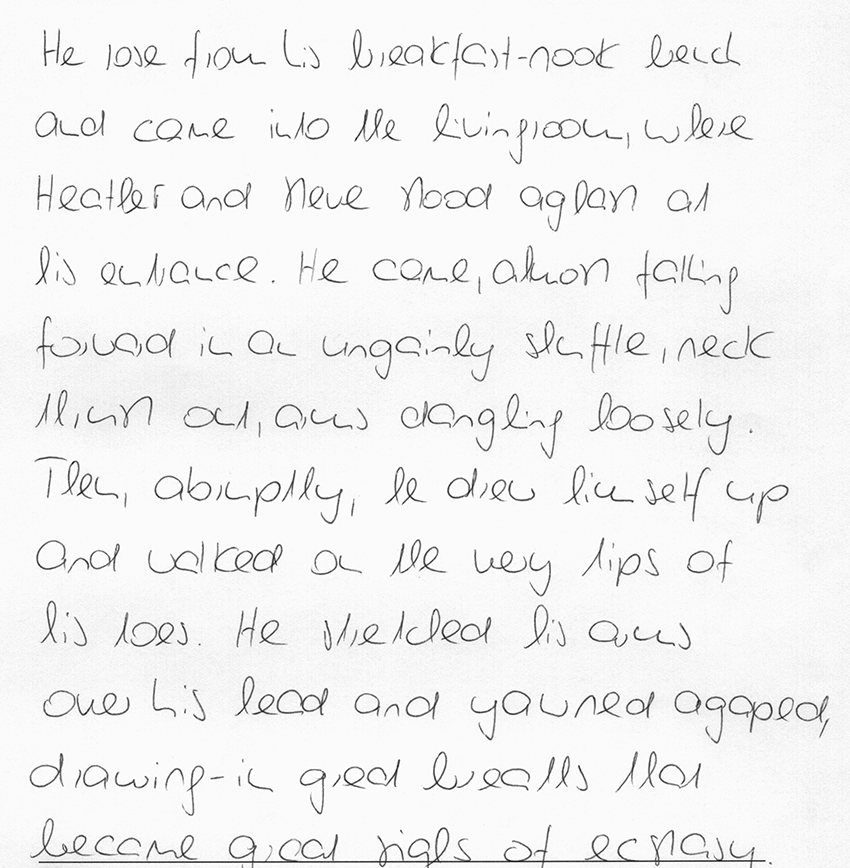 He rose from his breakfast-nook bench
and came into the livingroom, where
Heather and Steve stood aghast at
his entrance. He came, almost falling
forward in an ungainly shuffle, neck
thrust out, arms dangling loosely.
Then, abruptly, he drew himself up
and walked on the very tips of
his toes. He stretched his arms
over his head and yawned agaped,
drawing-in great breaths that
became great sighs of ecstasy.